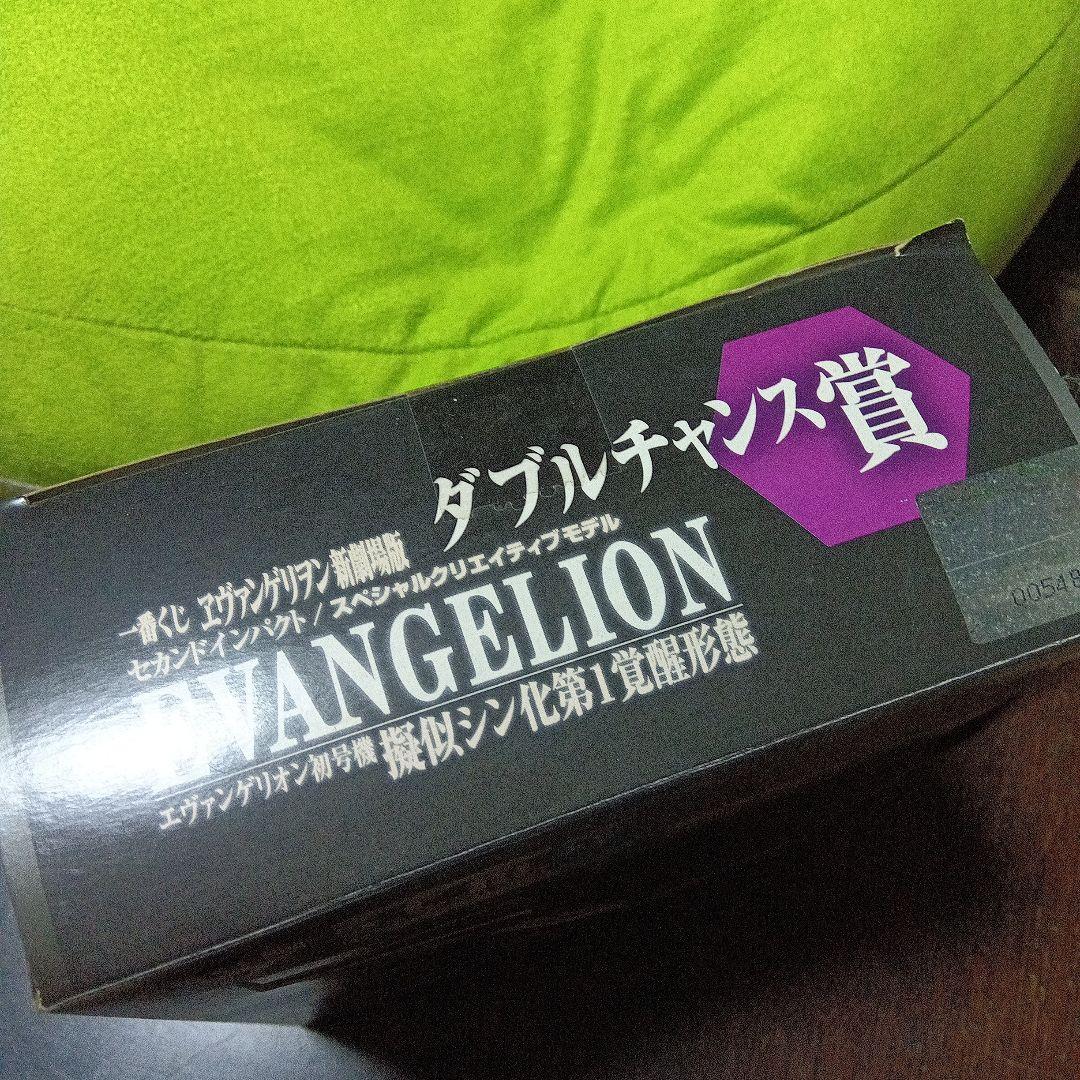 ダブルチャンス賞
一番くじ ヱヴァンゲリヲン新劇場版
セカンドインパクト/スペシャルクリエイティブモデル
EVANGELION
エヴァンゲリオン初号機 擬似シン化第1覚醒形態
00548